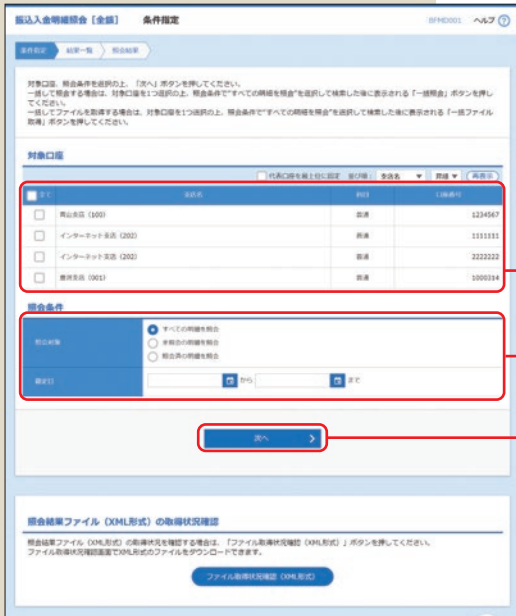 振込入金明細照会【全銀】 条件指定 BFMD001 ヘルプ
条件指定 結果一覧 照会結果
対象口座、照会条件を選択の上、「次へ」ボタンを押してください。
一括して照会する場合は、対象口座を1つ選択の上、照会条件で"すべての明細を照会"を選択して検索した後に表示される「一括照会」ボタンを押し
てください。
一括してファイルを取得する場合は、対象口座を1つ選択の上、照会条件で"すべての明細を照会"を選択して検索した後に表示される「一括ファイル
取得」ボタンを押してください。
対象口座
代表口座を最上位に固定 並び順： 支店名 昇順 再表示
全て 支店名 科目 口座番号
青山支店 (100) 普通 1234567
インターネット支店 (202) 普通 1111111
インターネット支店 (202) 普通 2222222
支店 (001) 普通 1000314
照会条件
照会対象
すべての明細を照会
未照会の明細を照会
照会済の明細を照会
勘定日 から まで
次へ
照会結果ファイル（XML形式）の取得状況確認
照会結果ファイル（XML形式）の取得状況を確認する場合は、「ファイル取得状況確認（XML形式）」ボタンを押してください。
ファイル取得状況確認画面でXML形式のファイルをダウンロードできます。
ファイル取得状況確認（XML形式）